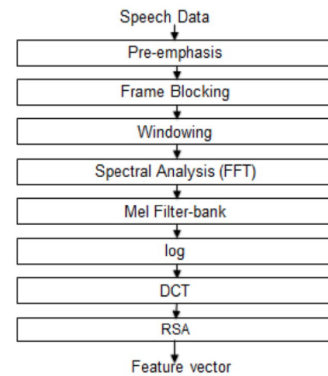 Speech Data
Pre-emphasis
Frame Blocking
Windowing
Spectral Analysis (FFT)
Mel Filter-bank
log
DCT
RSA
Feature vector